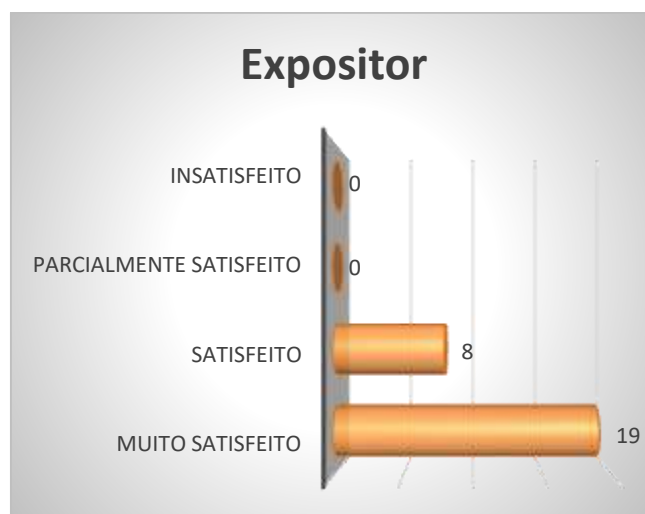 Expositor
INSATISFEITO 0
PARCIALMENTE SATISFEITO 0
SATISFEITO 8
MUITO SATISFEITO 19